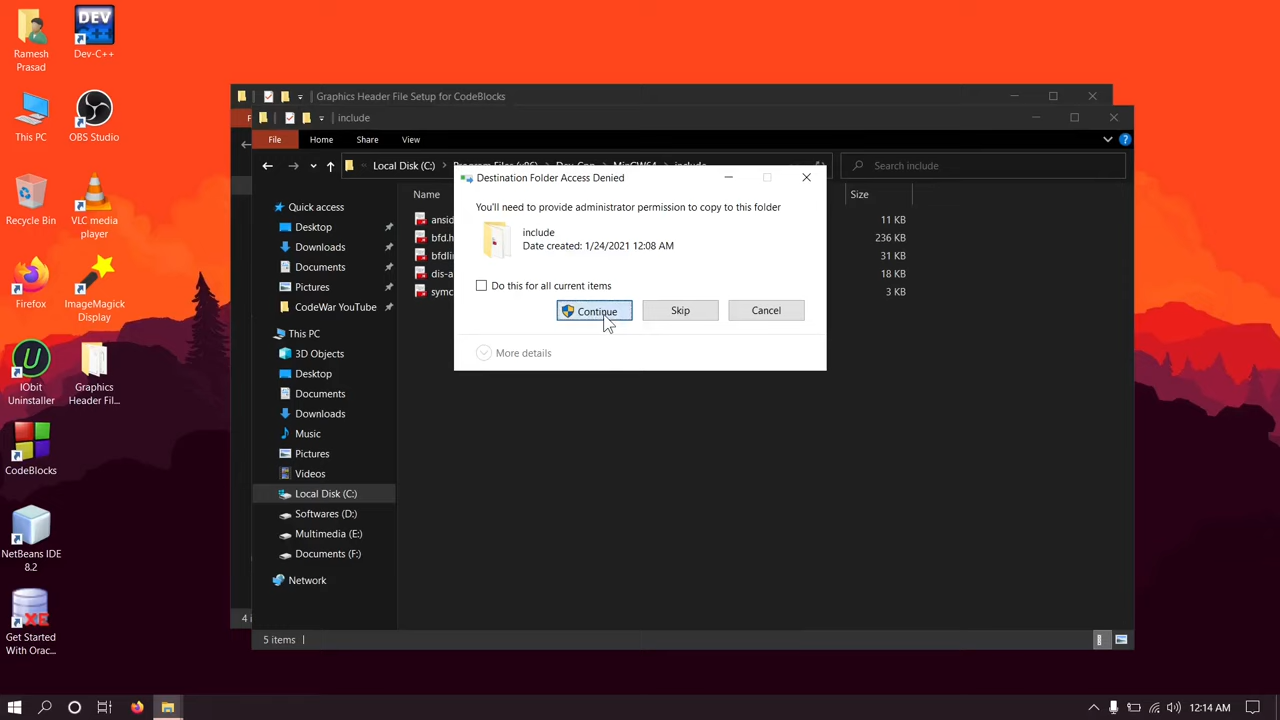 Ramesh
Prasad
Dev-C++
This PC
OBS Studio
Recycle Bin
VLC media
player
Firefox
ImageMagick
Display
IObit
Uninstaller
Graphics
Header Fil...
CodeBlocks
NetBeans IDE
8.2
Get Started
With Orac...
Graphics Header File Setup for CodeBlocks
include
File
Home
Share
View
Local Disk (C:)
Search include
Name
Size
11 KB
236 KB
31 KB
18 KB
3 KB
Quick access
Desktop
Downloads
Documents
Pictures
CodeWar YouTube
This PC
3D Objects
Desktop
Documents
Downloads
Music
Pictures
Videos
Local Disk (C:)
Softwares (D:)
Multimedia (E:)
Documents (F:)
Network
5 items
Destination Folder Access Denied
You'll need to provide administrator permission to copy to this folder
include
Date created: 1/24/2021 12:08 AM
Do this for all current items
Continue
Skip
Cancel
More details
12:14 AM